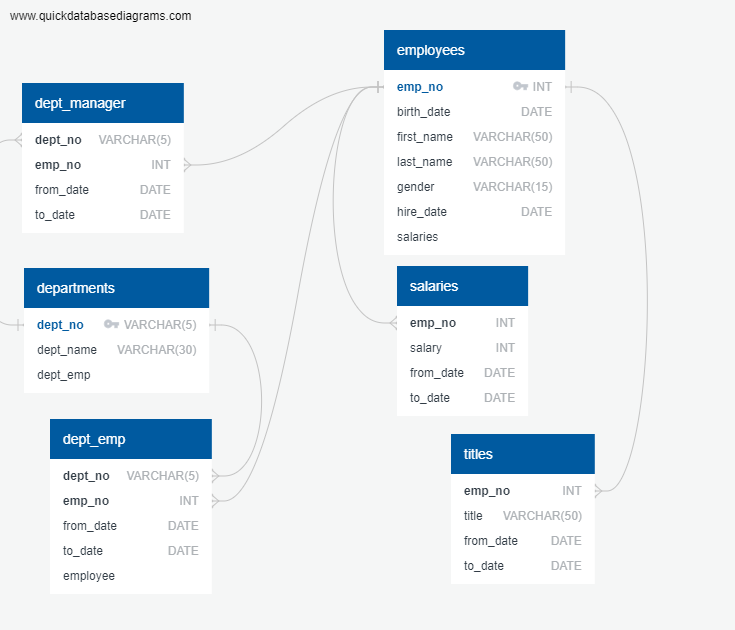 www.quickdatabasediagrams.com
employees
emp_no INT
birth_date DATE
first_name VARCHAR(50)
last_name VARCHAR(50)
gender VARCHAR(15)
hire_date DATE
salaries
dept_manager
dept_no VARCHAR(5)
emp_no INT
from_date DATE
to_date DATE
departments
dept_no VARCHAR(5)
dept_name VARCHAR(30)
dept_emp
salaries
emp_no INT
salary INT
from_date DATE
to_date DATE
dept_emp
dept_no VARCHAR(5)
emp_no INT
from_date DATE
to_date DATE
employee
titles
emp_no INT
title VARCHAR(50)
from_date DATE
to_date DATE